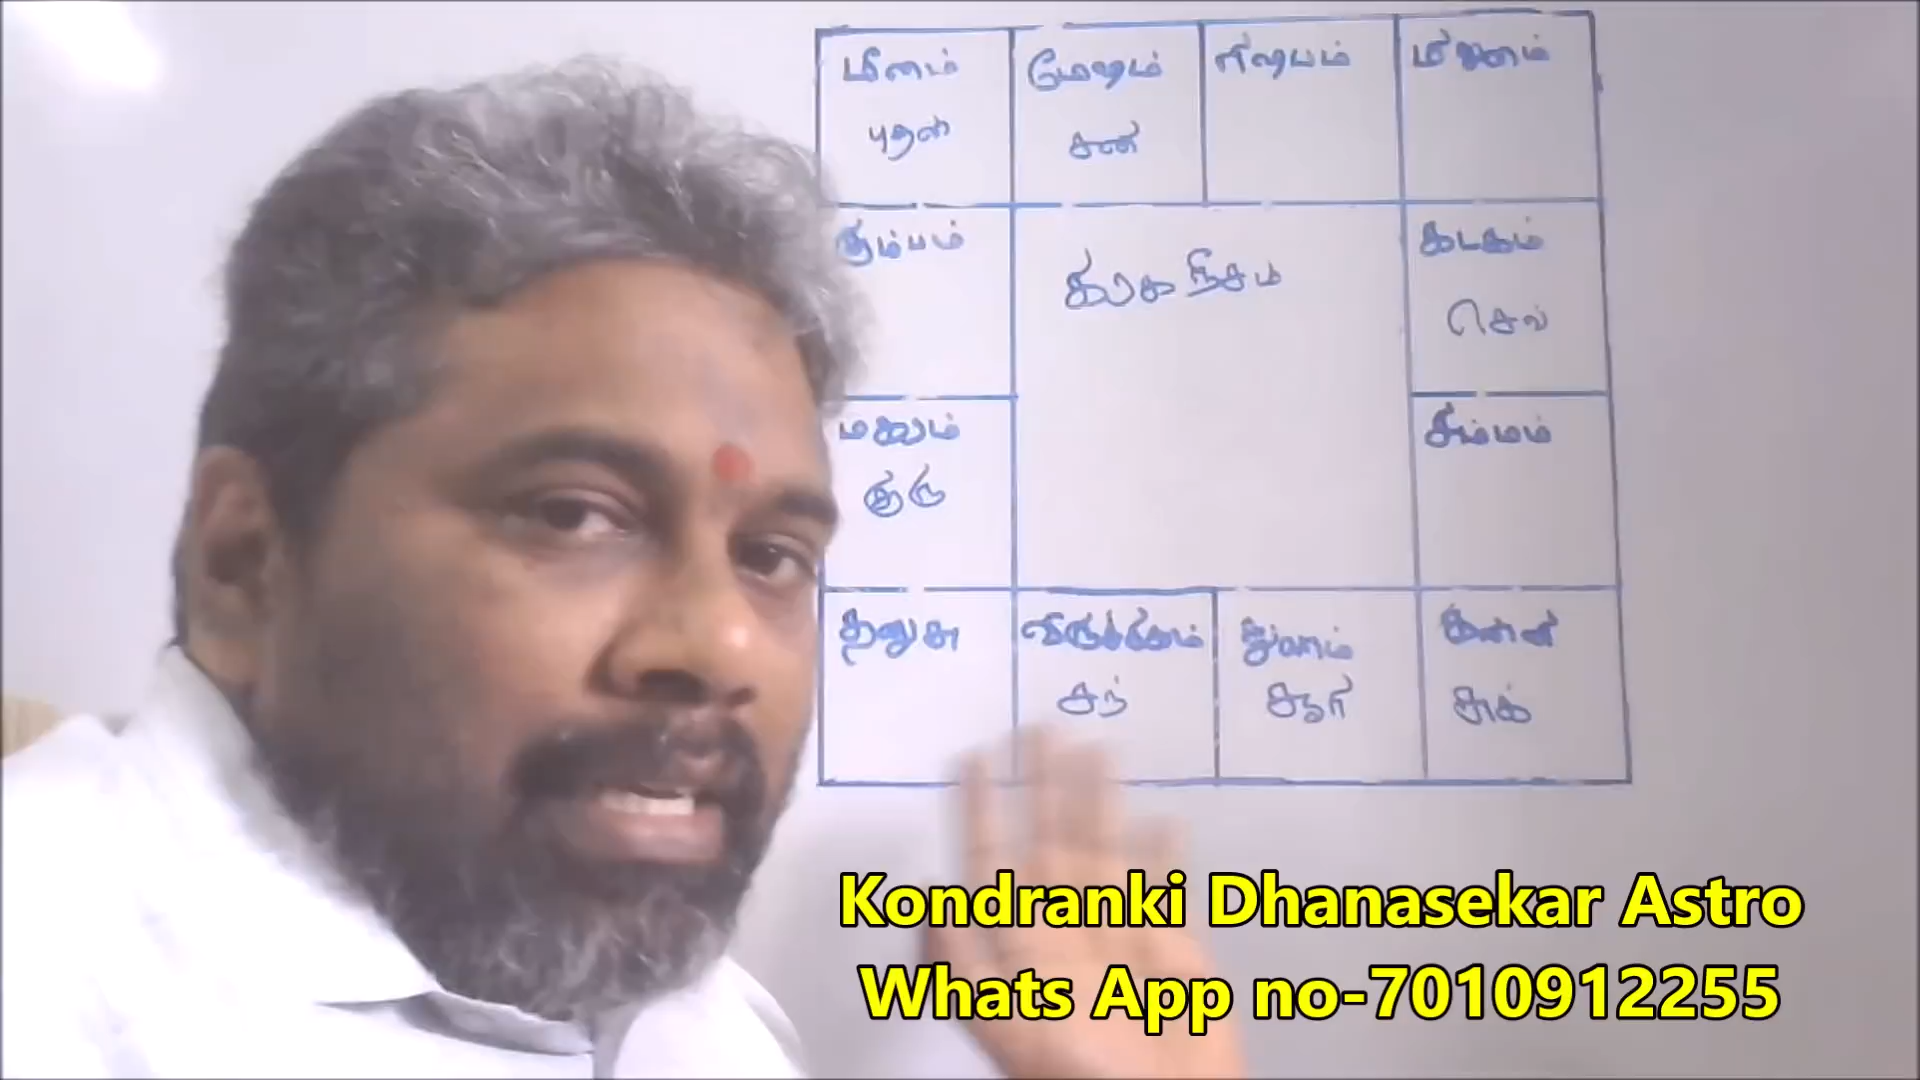 மீனம்
புதன்
மேஷம்
சனி
ரிஷபம்
மிதுனம்
கும்பம்
கிரக நீசம்
கடகம்
செவ்
மகரம்
குரு
சிம்மம்
தனுசு
விருச்சிகம்
சந்
துலாம்
சூரி
கன்னி
சுக்
Kondranki Dhanasekar Astro
Whats App no-7010912255